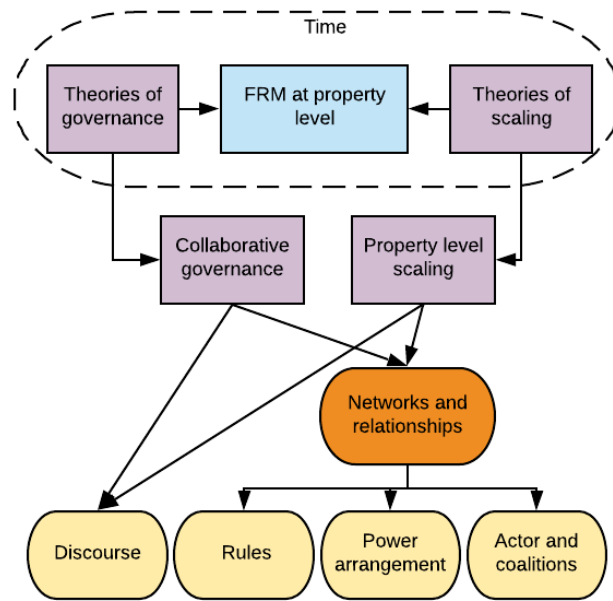 Time
Theories of
governance
FRM at property
level
Theories of
scaling
Collaborative
governance
Property level
scaling
Networks and
relationships
Discourse
Rules
Power
arrangement
Actor and
coalitions